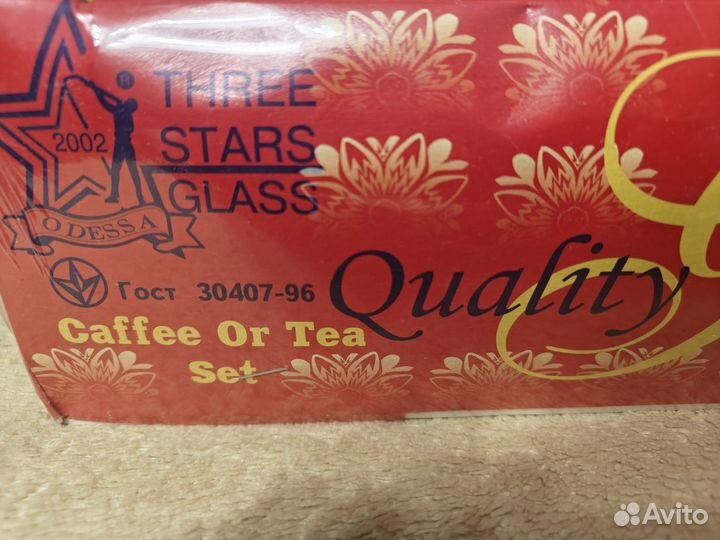 THREE
STARS
GLASS
2002
ODESSA
Гост 30407-96
Quality
Caffee Or Tea
Set
Avito